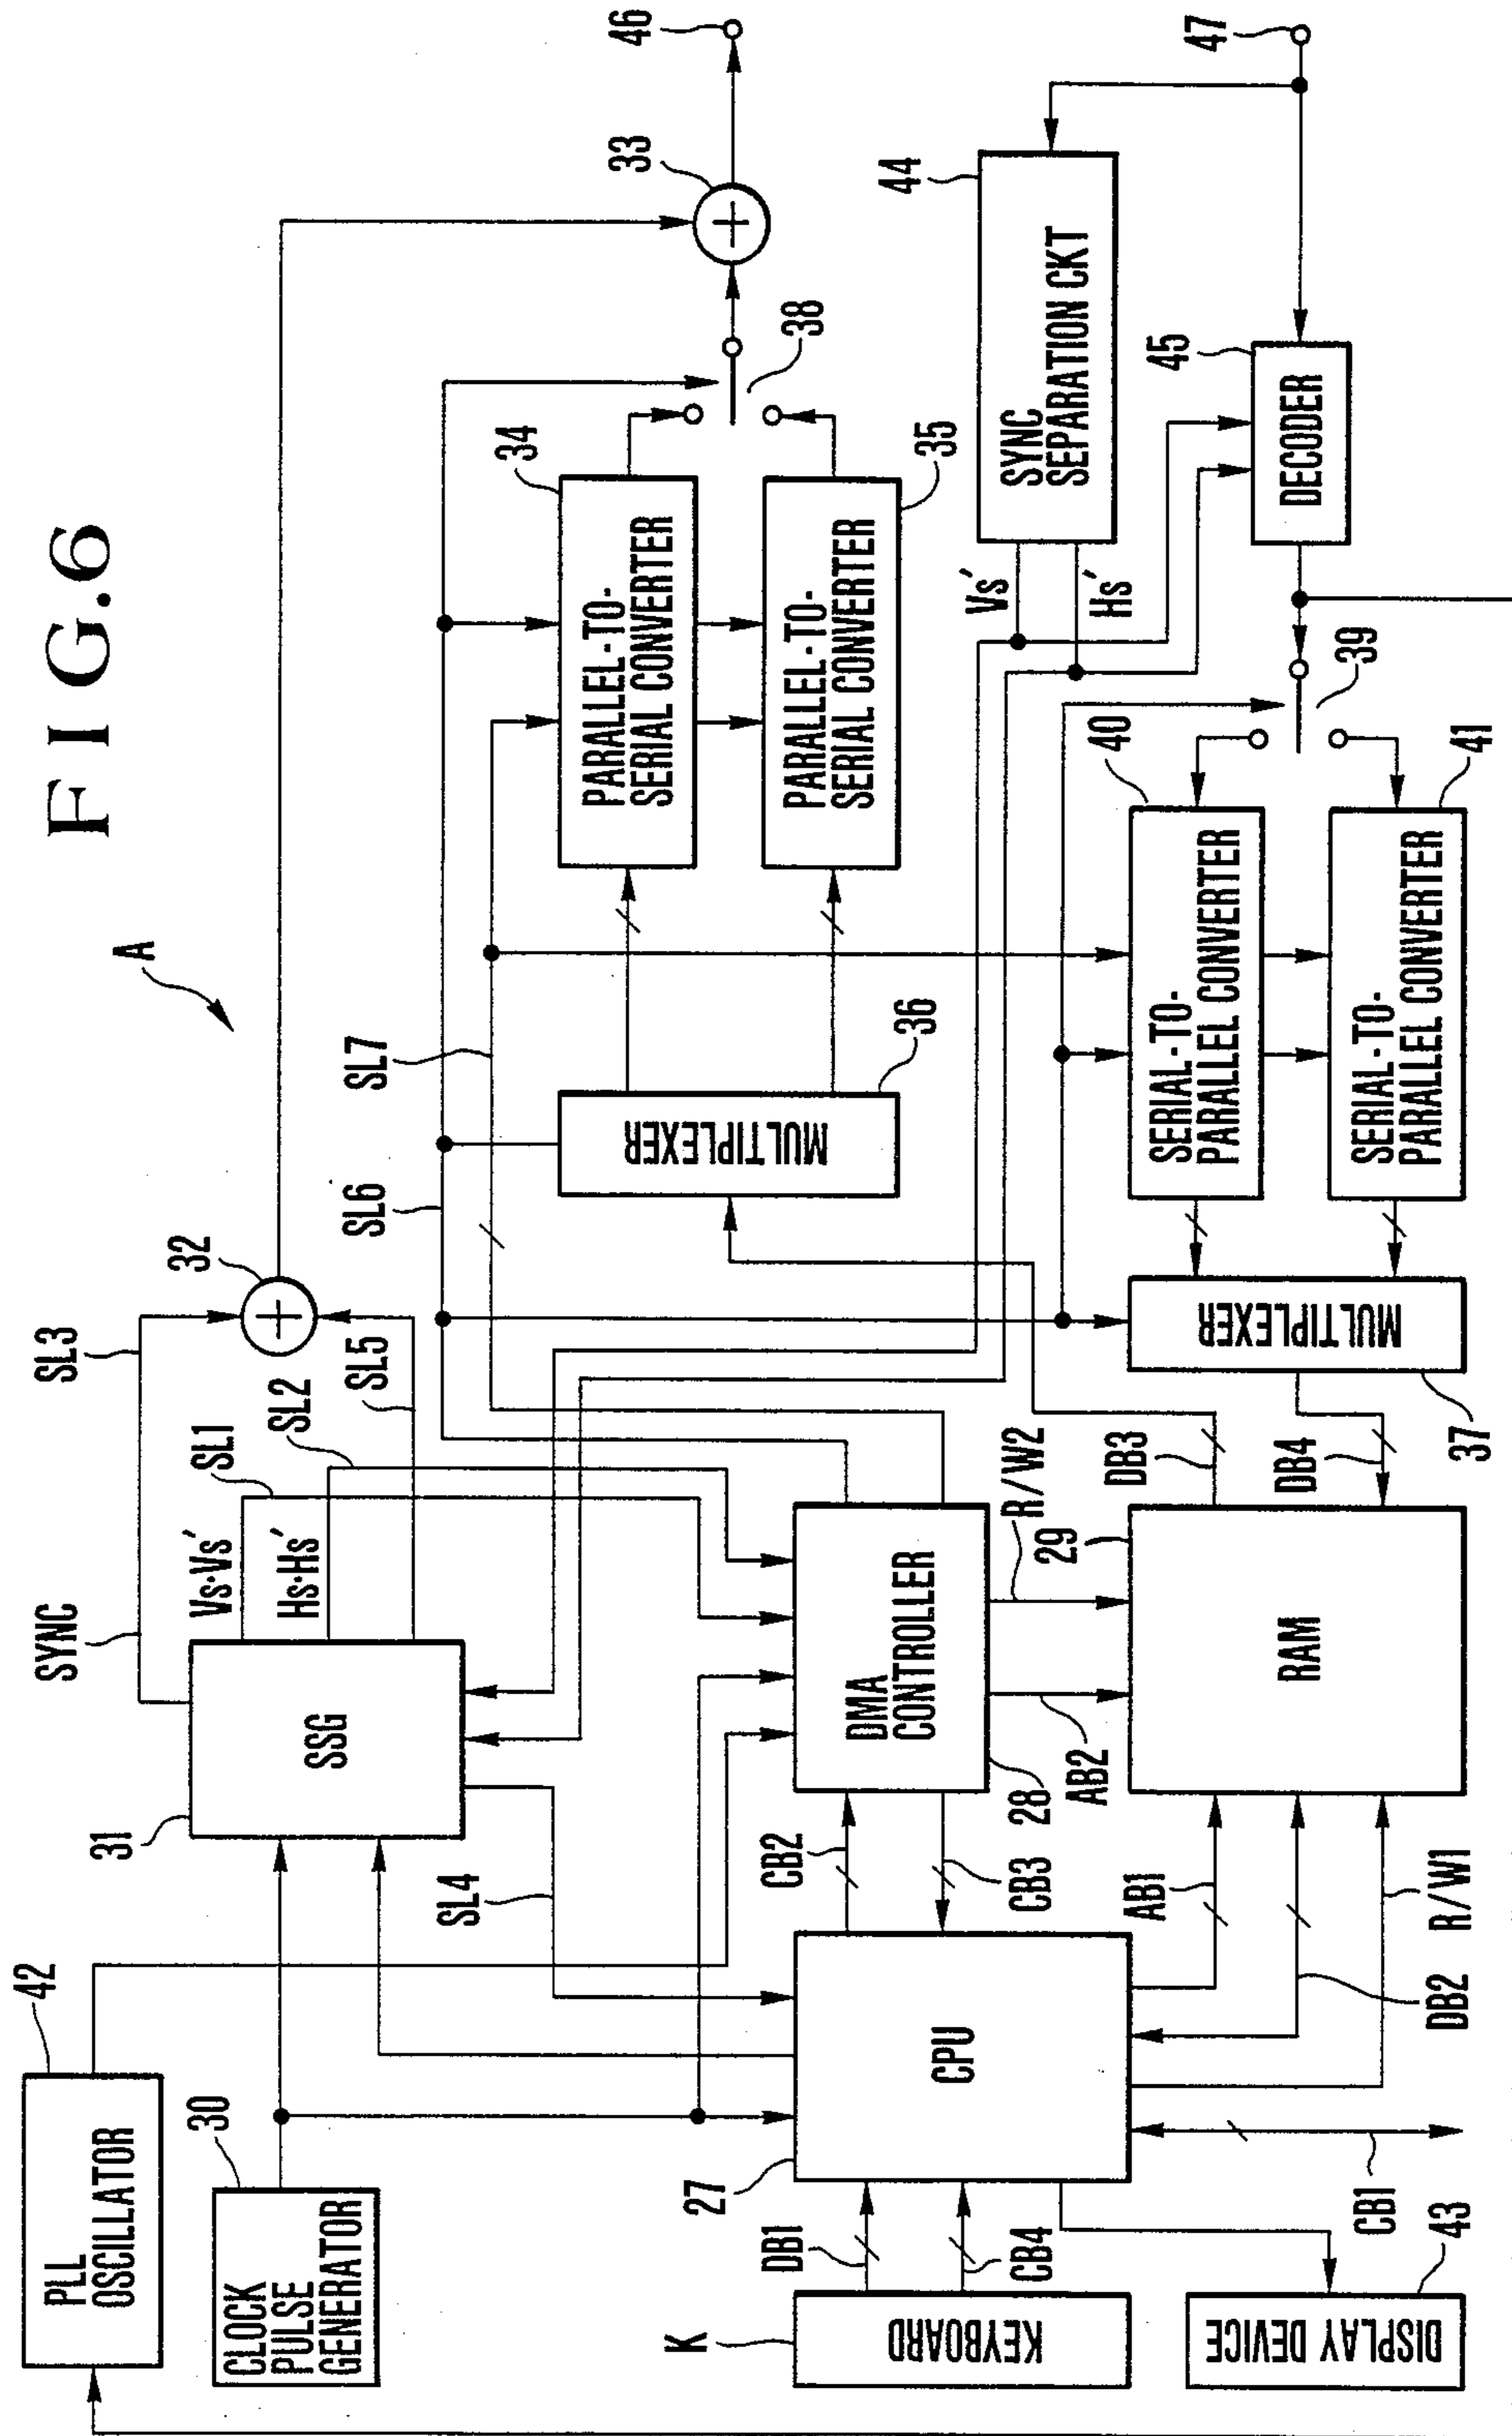 FIG.6
A
PLL
OSCILLATOR
42
CLOCK
PULSE
GENERATOR
30
SYNC
SL3
32
31
SSG
Vs·Vs'
SL1
Hs·Hs'
SL2
SL5
SL4
33
46
SL6
SL7
34
PARALLEL-TO-
SERIAL CONVERTER
35
PARALLEL-TO-
SERIAL CONVERTER
38
MULTIPLEXER
36
K
KEYBOARD
DB1
CB4
27
CPU
CB2
CB3
DMA
CONTROLLER
28
AB2
R/W2
29
RAM
AB1
DB2
R/W1
DB3
DB4
CB1
DISPLAY DEVICE
43
MULTIPLEXER
37
40
SERIAL-TO-
PARALLEL CONVERTER
41
SERIAL-TO-
PARALLEL CONVERTER
39
Vs'
Hs'
44
SYNC
SEPARATION CKT
45
DECODER
47